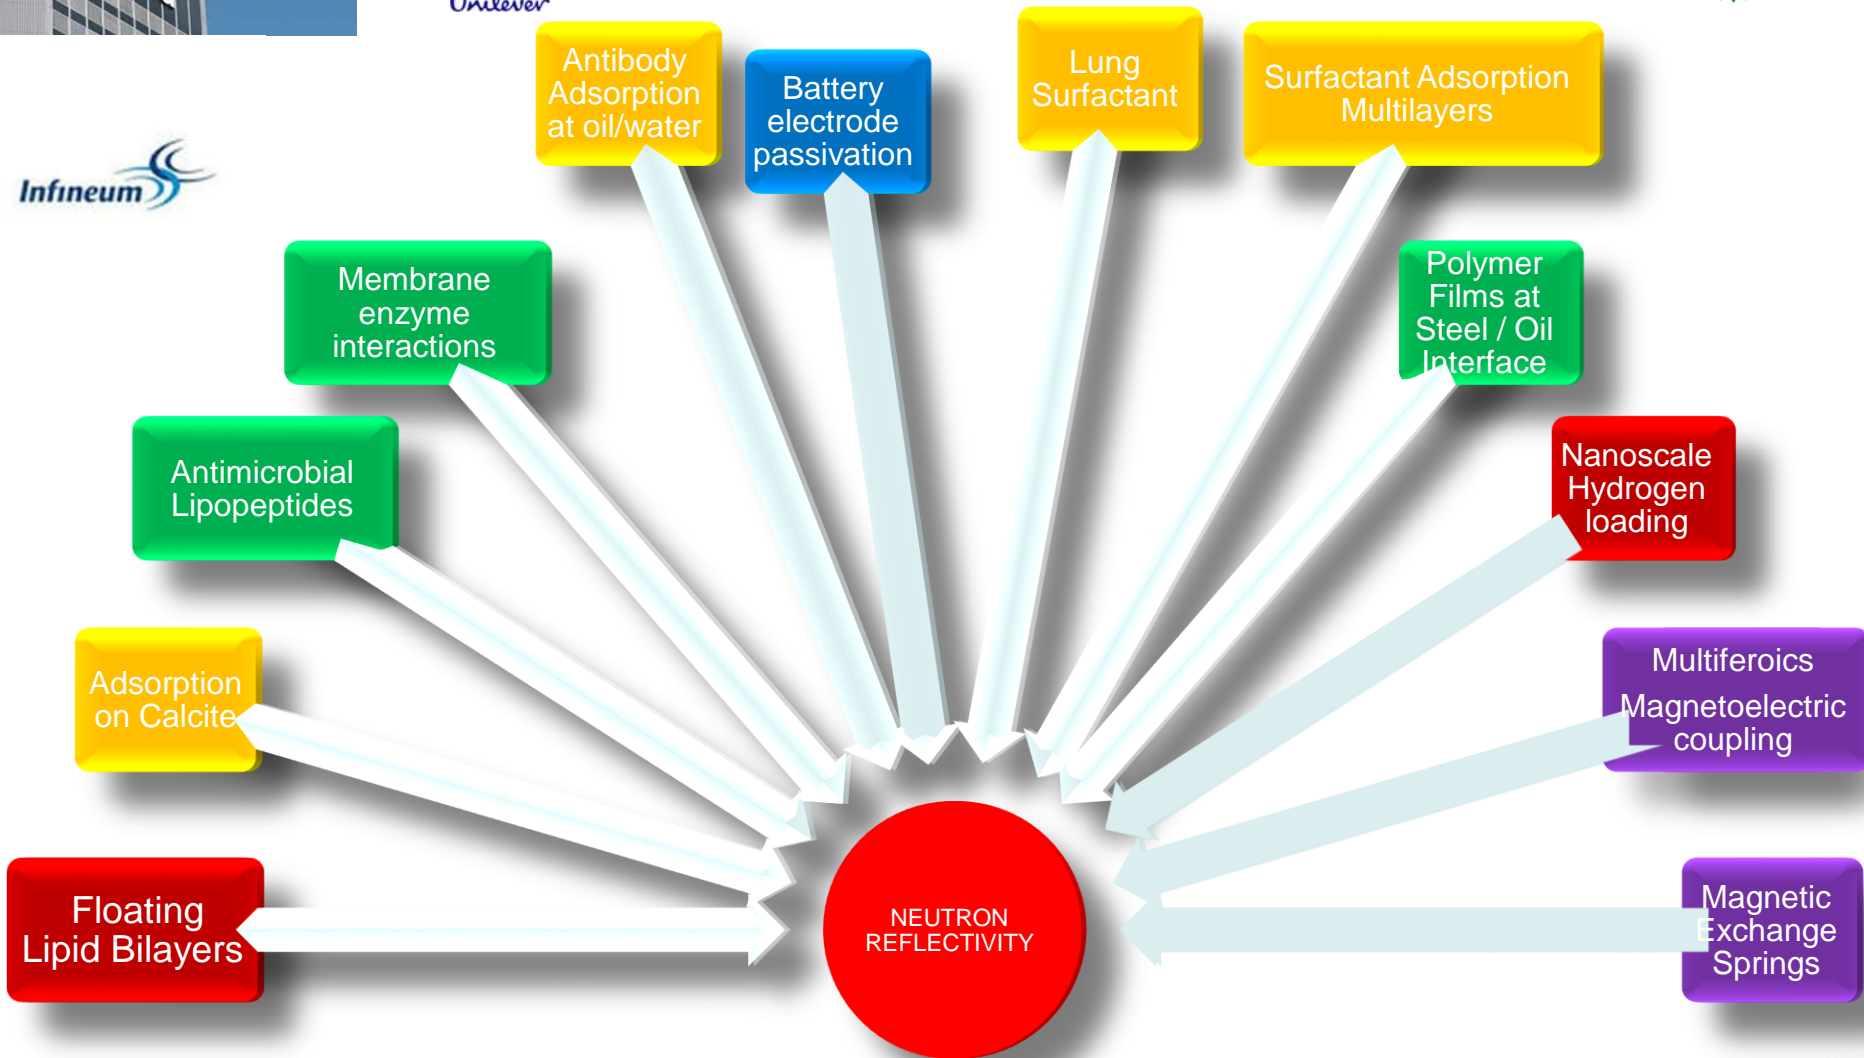 Unilever
Antibody
Adsorption
at oil/water
Battery
electrode
passivation
Lung
Surfactant
Surfactant Adsorption
Multilayers
Infineum
Membrane
enzyme
interactions
Polymer
Films at
Steel / Oil
Interface
Antimicrobial
Lipopeptides
Nanoscale
Hydrogen
loading
Adsorption
on Calcite
Multiferoics
Magnetoelectric
coupling
Floating
Lipid Bilayers
NEUTRON
REFLECTIVITY
Magnetic
Exchange
Springs